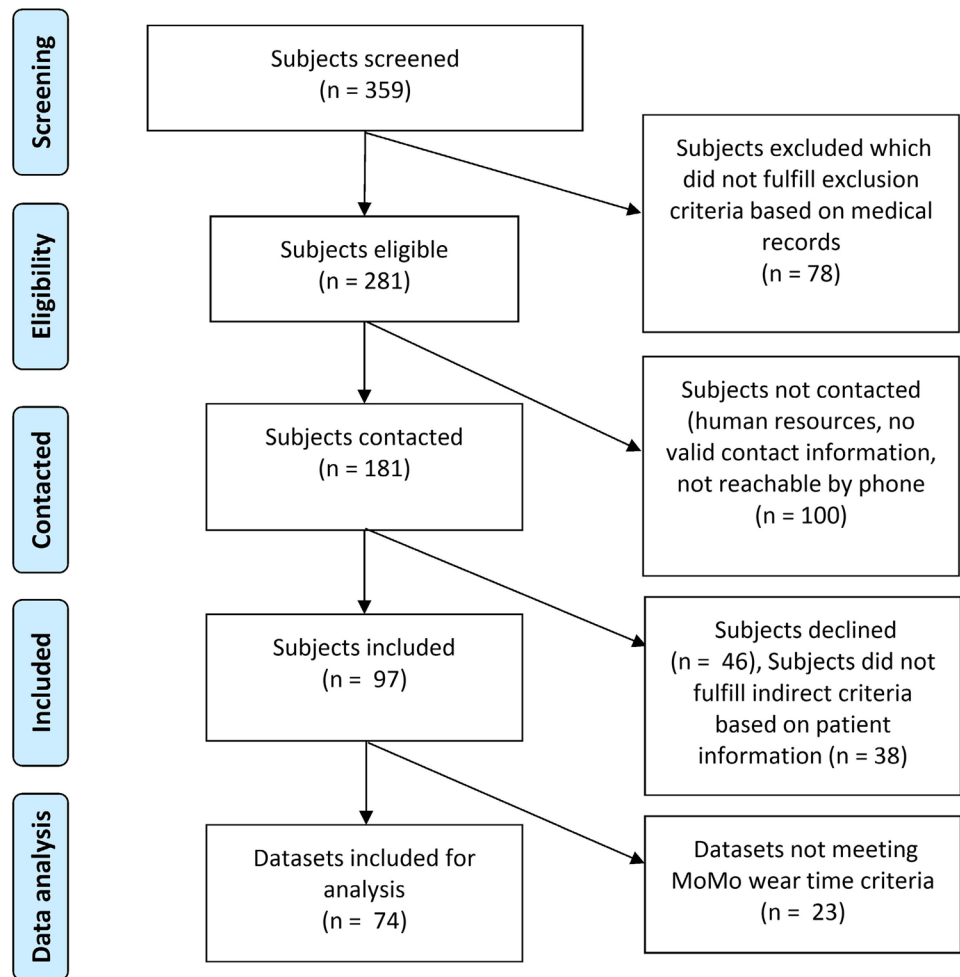 Screening
Subjects screened
(n = 359)
Subjects excluded which
did not fulfill exclusion
criteria based on medical
records
(n = 78)
Eligibility
Subjects eligible
(n = 281)
Subjects not contacted
(human resources, no
valid contact information,
not reachable by phone
(n = 100)
Contacted
Subjects contacted
(n = 181)
Subjects declined
(n = 46), Subjects did not
fulfill indirect criteria
based on patient
information (n = 38)
Included
Subjects included
(n = 97)
Datasets not meeting
MoMo wear time criteria
(n = 23)
Data analysis
Datasets included for
analysis
(n = 74)